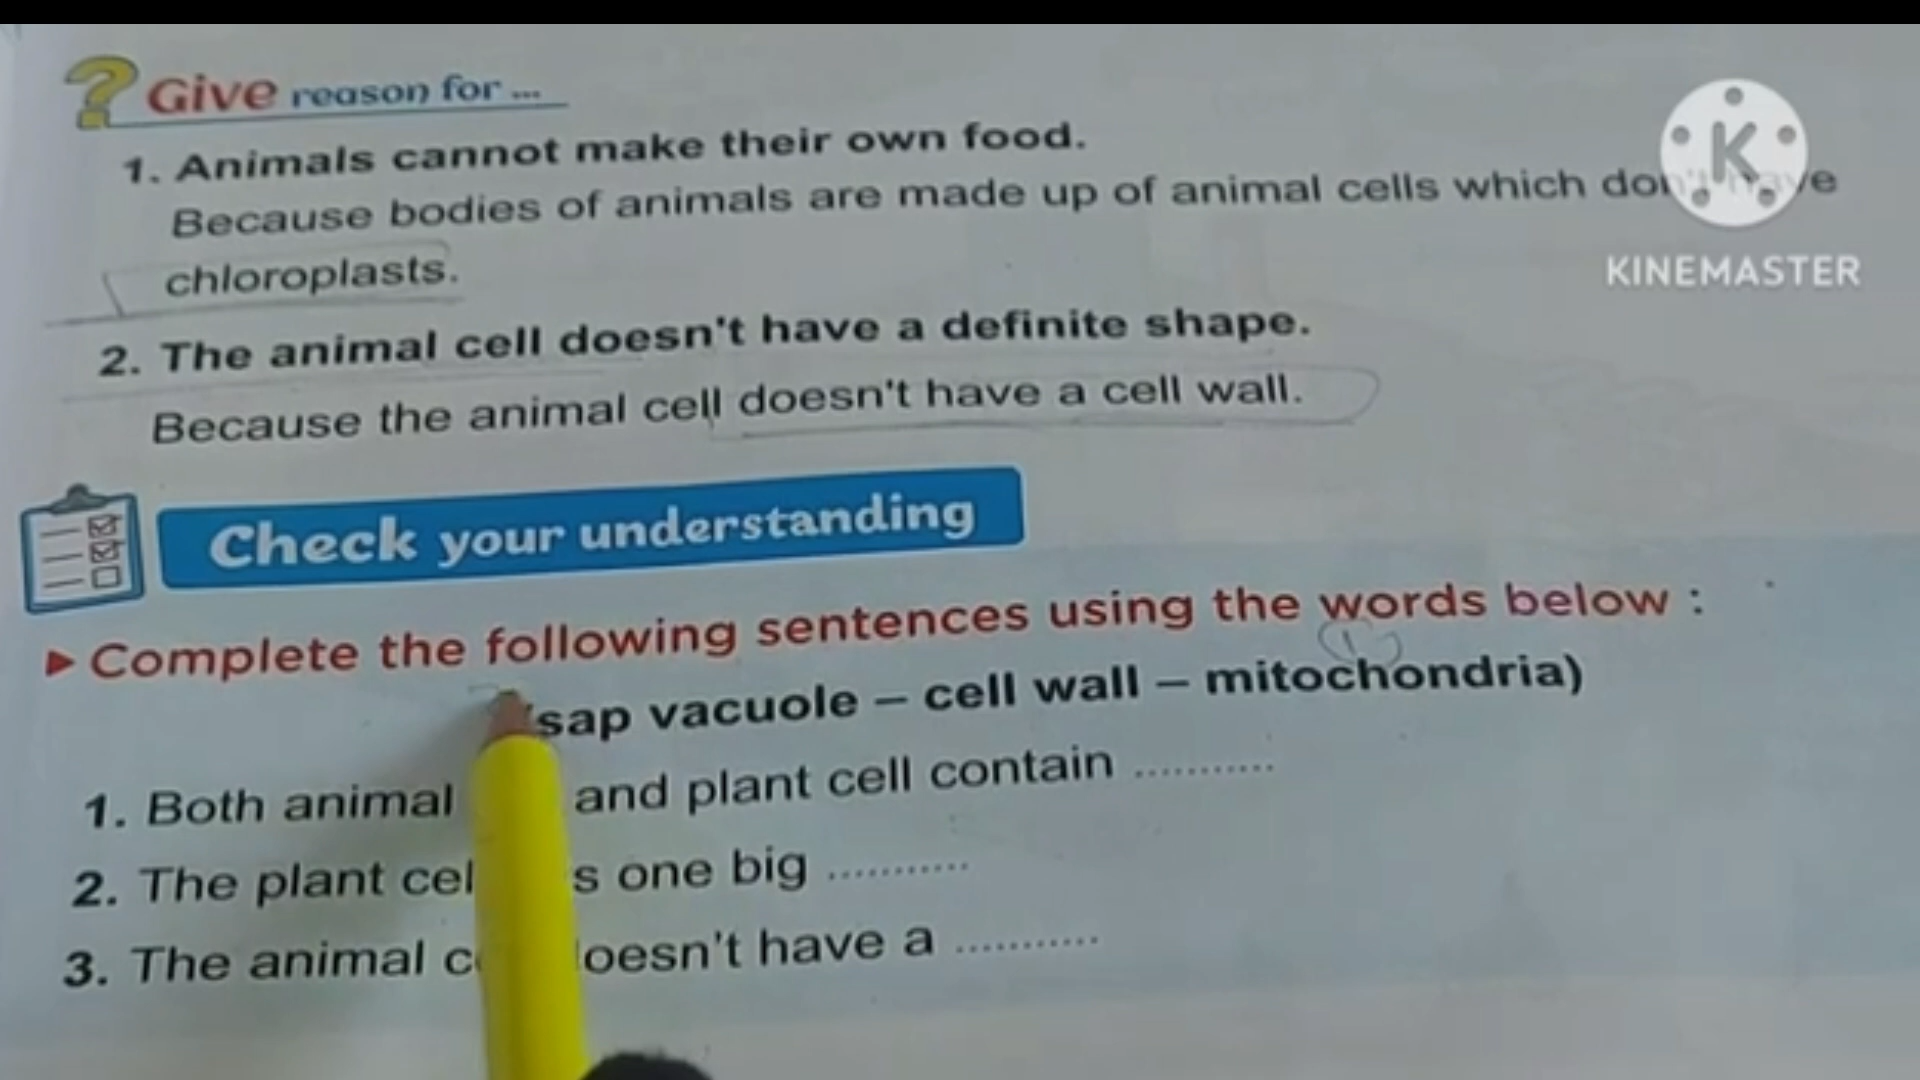 Give reason for ...
1. Animals cannot make their own food.
Because bodies of animals are made up of animal cells which don't have
chloroplasts.
2. The animal cell doesn't have a definite shape.
Because the animal cell doesn't have a cell wall.
Check your understanding
Complete the following sentences using the words below :
(sap vacuole – cell wall – mitochondria)
1. Both animal and plant cell contain ...........
2. The plant one big ...........
3. The animal have a ...........
K
KINEMASTER